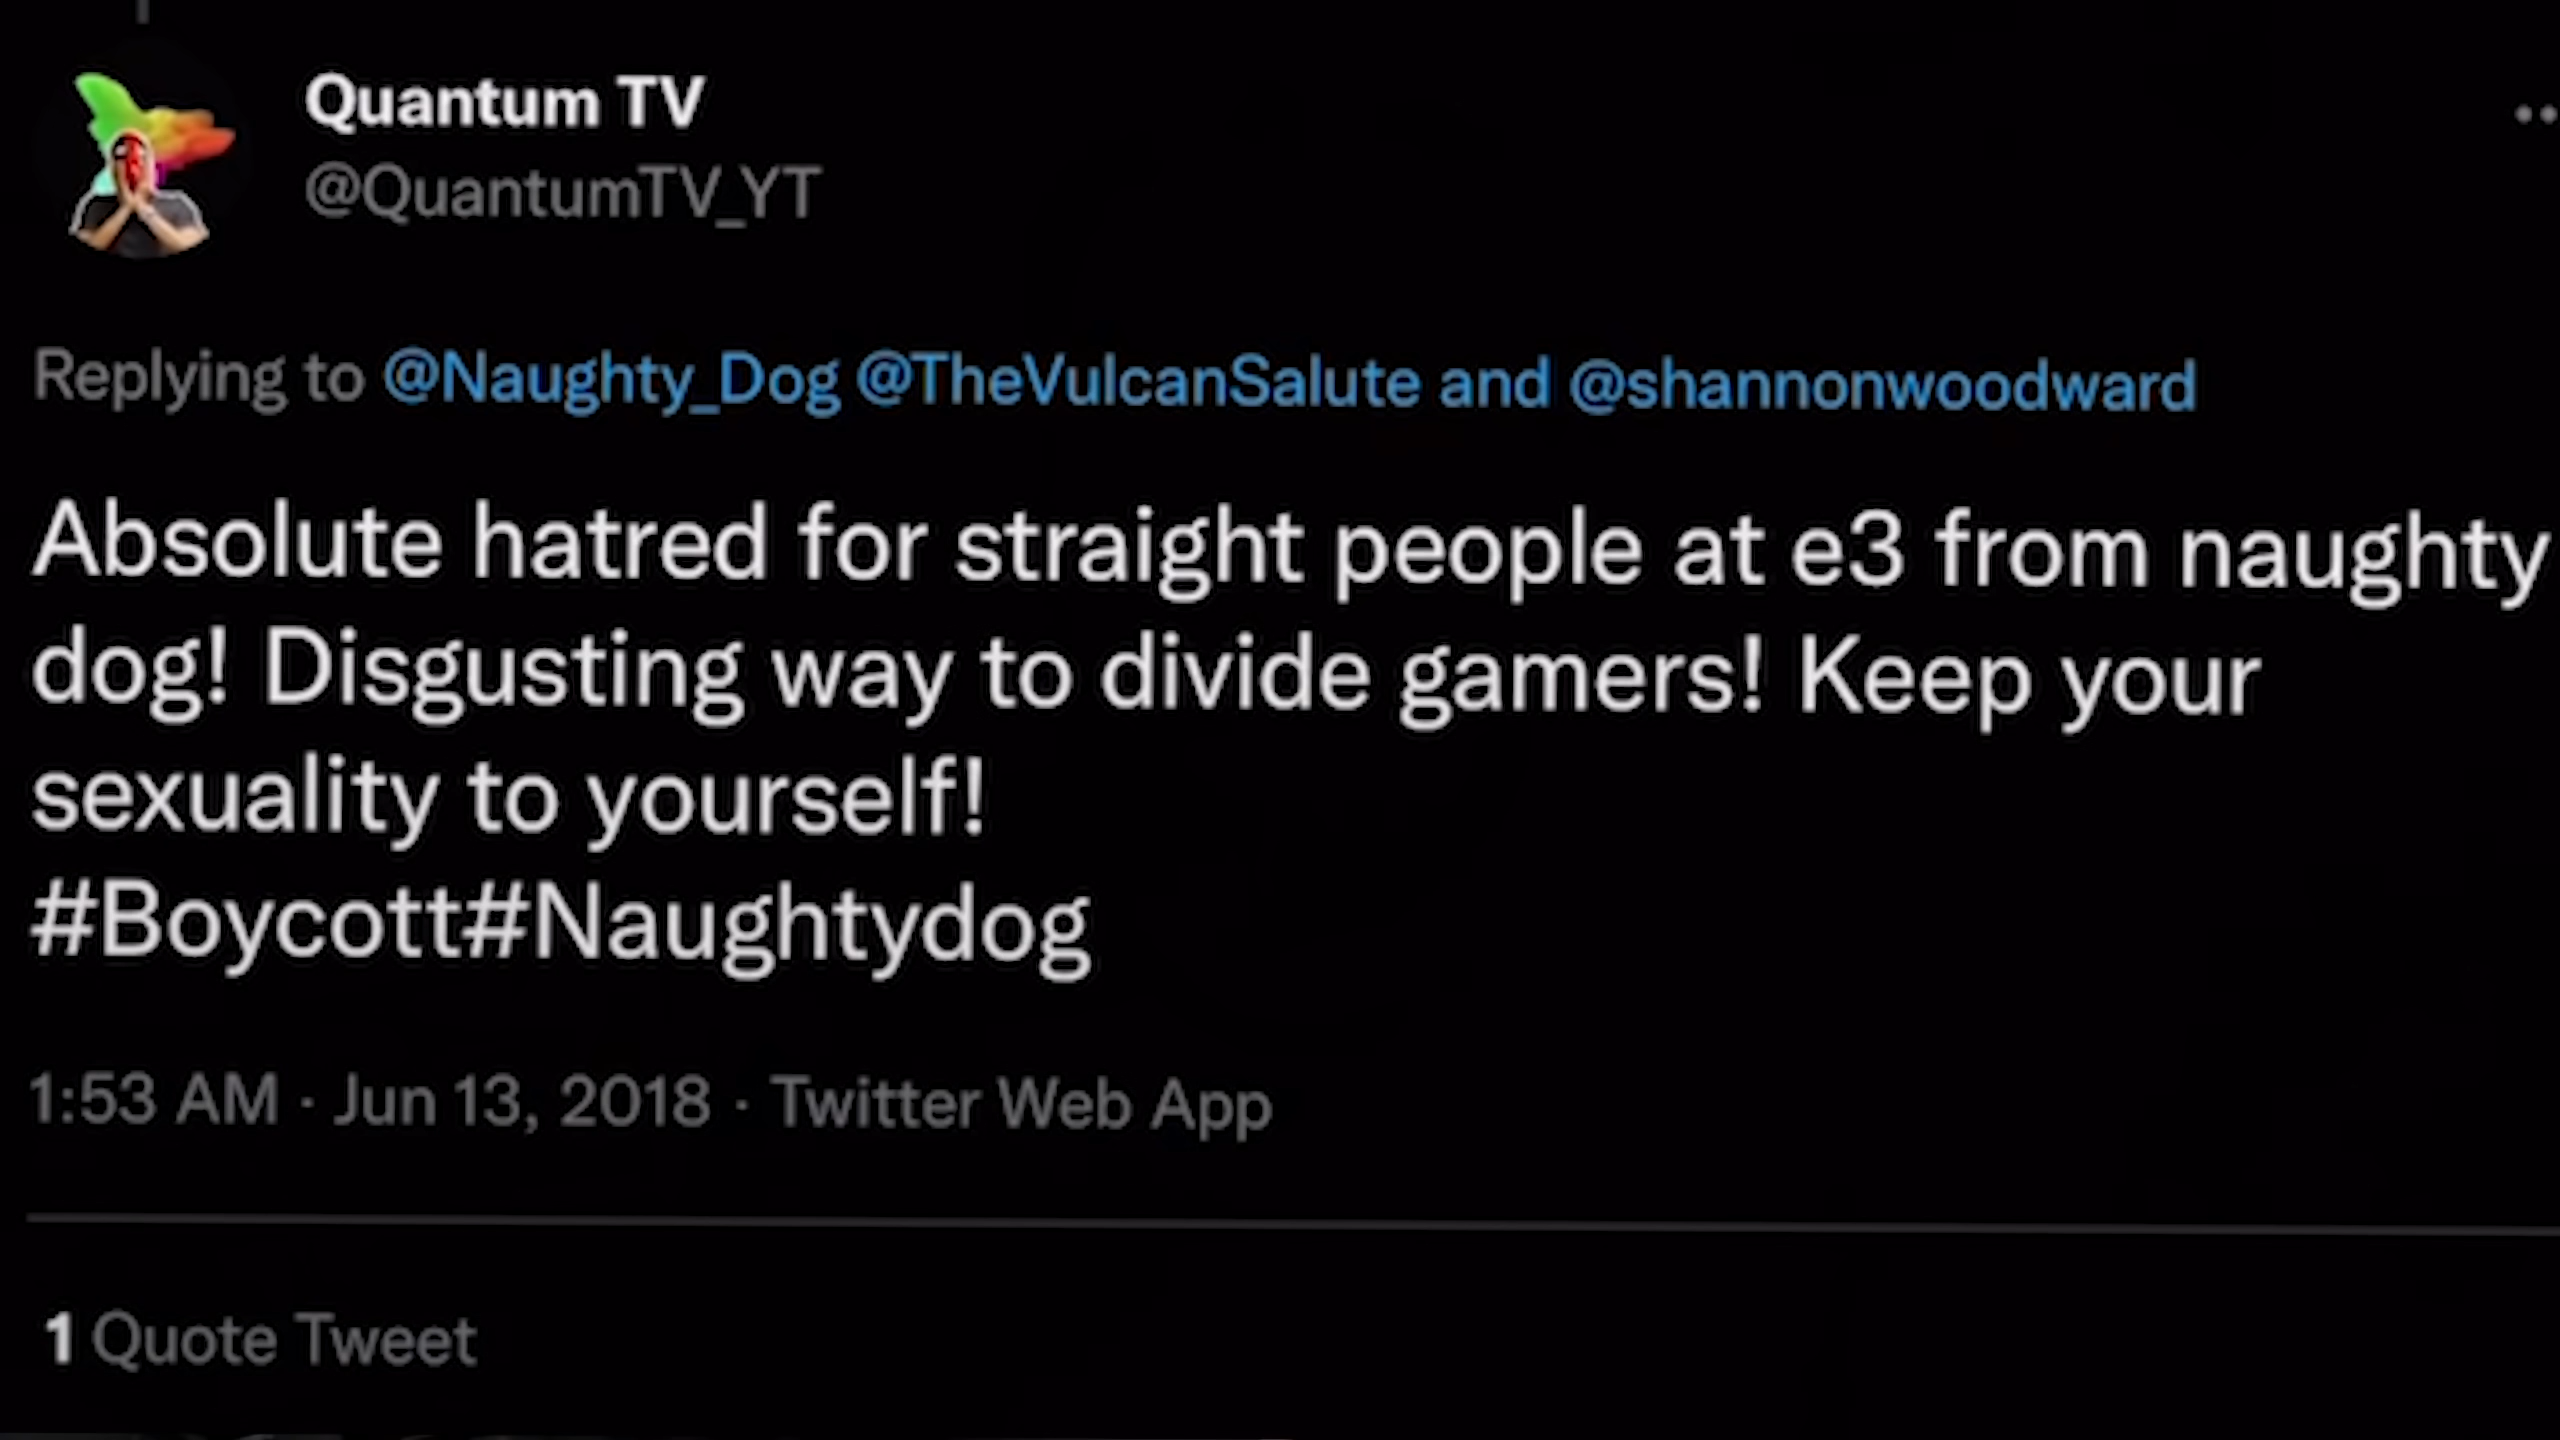 Quantum TV
@QuantumTV_YT
Replying to @Naughty_Dog @TheVulcanSalute and @shannonwoodward
Absolute hatred for straight people at e3 from naughty
dog! Disgusting way to divide gamers! Keep your
sexuality to yourself!
#Boycott#Naughtydog
1:53 AM · Jun 13, 2018 · Twitter Web App
1 Quote Tweet